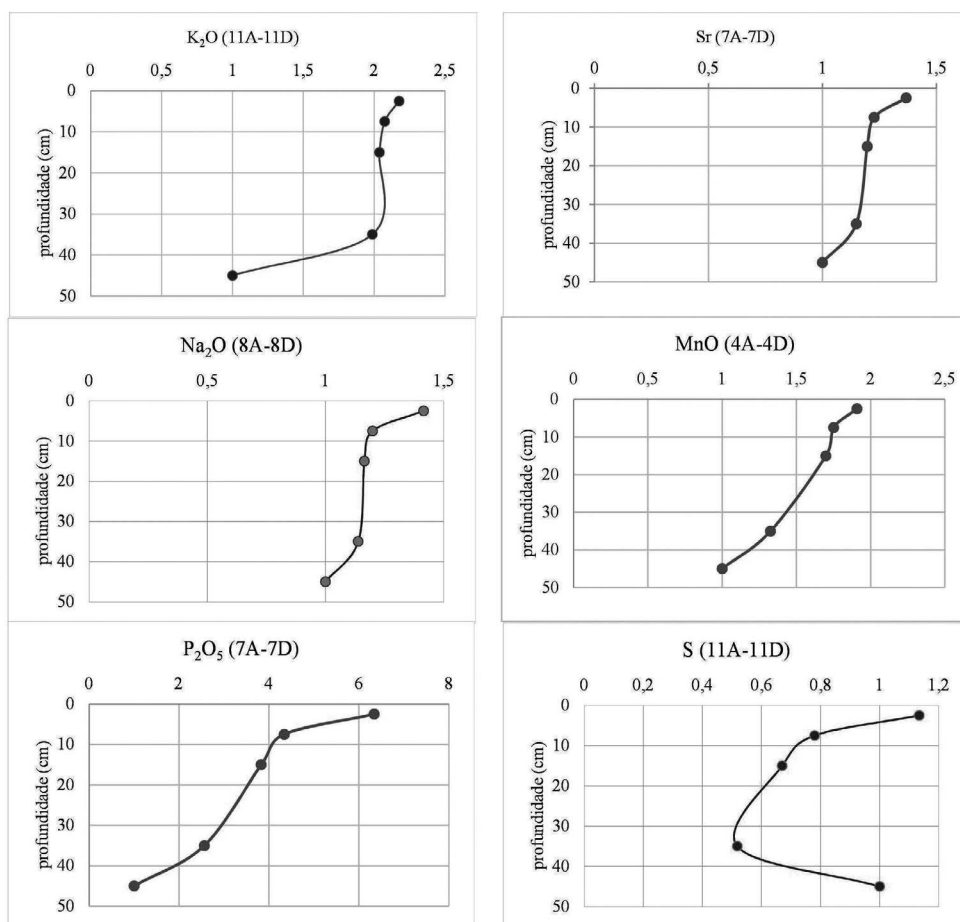 K₂O (11A-11D)
0 0,5 1 1,5 2 2,5
0
10
20
30
40
50
profundidade (cm)
Sr (7A-7D)
0 0,5 1 1,5
0
10
20
30
40
50
profundidade (cm)
Na₂O (8A-8D)
0 0,5 1 1,5
0
10
20
30
40
50
profundidade (cm)
MnO (4A-4D)
0 0,5 1 1,5 2 2,5
0
10
20
30
40
50
profundidade (cm)
P₂O₅ (7A-7D)
0 2 4 6 8
0
10
20
30
40
50
profundidade (cm)
S (11A-11D)
0 0,2 0,4 0,6 0,8 1 1,2
0
10
20
30
40
50
profundidade (cm)